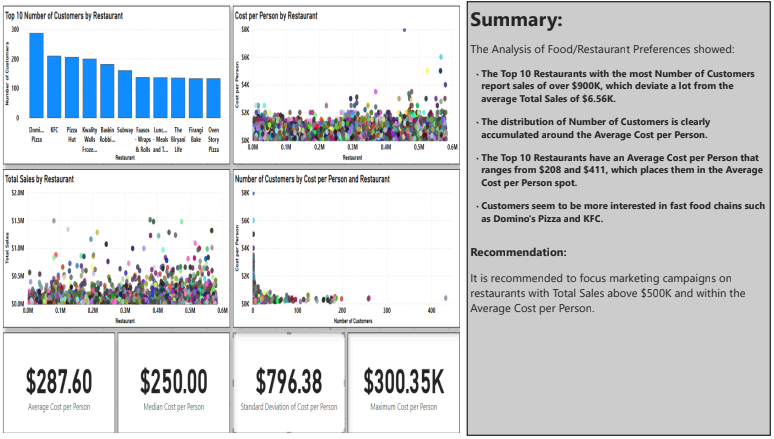 Top 10 Number of Customers by Restaurant
Number of Customers
300
200
100
0
Domi... Pizza
KFC
Pizza Hut
Kwality Walls Froze...
Baskin Robbi...
Subway
Faasos - Wraps & Rolls
Lunc... - Meals and T...
The Biryani Life
Firangi Bake
Oven Story Pizza
Restaurant
Cost per Person by Restaurant
Cost per Person
$8K
$6K
$4K
$2K
$0K
0.0M 0.1M 0.2M 0.3M 0.4M 0.5M 0.6M
Restaurant
Total Sales by Restaurant
Total Sales
$2.0M
$1.5M
$1.0M
$0.5M
$0.0M
0.0M 0.1M 0.2M 0.3M 0.4M 0.5M 0.6M
Restaurant
Number of Customers by Cost per Person and Restaurant
Cost per Person
$8K
$6K
$4K
$2K
$0K
0 100 200 300 400
Number of Customers
$287.60
Average Cost per Person
$250.00
Median Cost per Person
$796.38
Standard Deviation of Cost per Person
$300.35K
Maximum Cost per Person
Summary:
The Analysis of Food/Restaurant Preferences showed:
· The Top 10 Restaurants with the most Number of Customers
report sales of over $900K, which deviate a lot from the
average Total Sales of $6.56K.
· The distribution of Number of Customers is clearly
accumulated around the Average Cost per Person.
· The Top 10 Restaurants have an Average Cost per Person that
ranges from $208 and $411, which places them in the Average
Cost per Person spot.
· Customers seem to be more interested in fast food chains such
as Domino's Pizza and KFC.
Recommendation:
It is recommended to focus marketing campaigns on
restaurants with Total Sales above $500K and within the
Average Cost per Person.